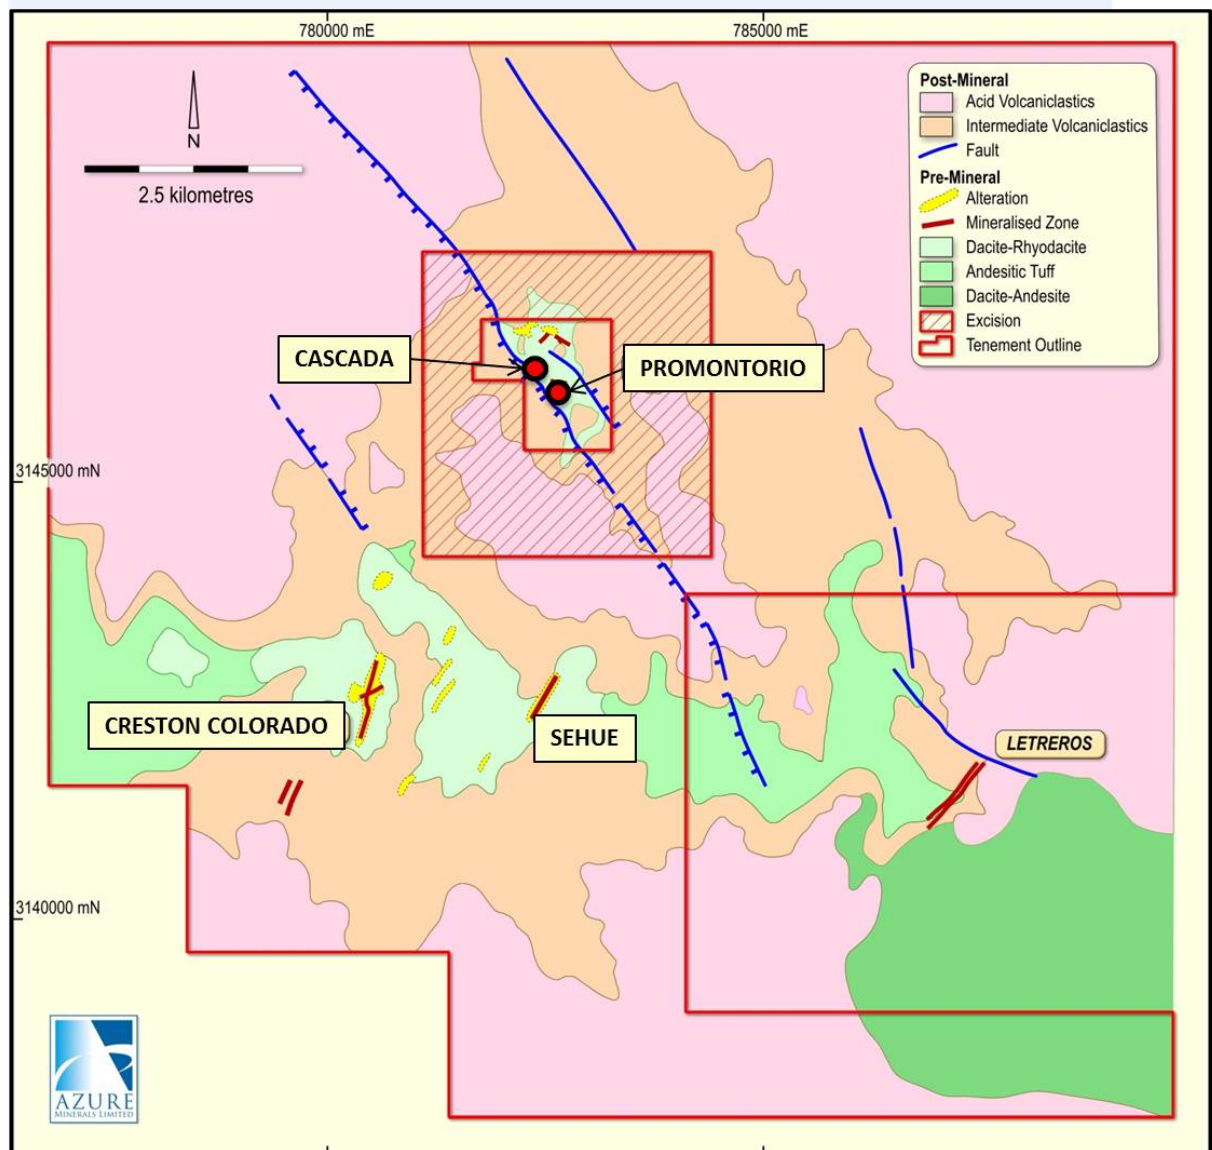 780000 mE
785000 mE
N
2.5 kilometres
Post-Mineral
Acid Volcaniclastics
Intermediate Volcaniclastics
Fault
Pre-Mineral
Alteration
Mineralised Zone
Dacite-Rhyodacite
Andesitic Tuff
Dacite-Andesite
Excision
Tenement Outline
CASCADA
PROMONTORIO
3145000 mN
CRESTON COLORADO
SEHUE
LETREROS
3140000 mN
AZURE
MINERALS LIMITED